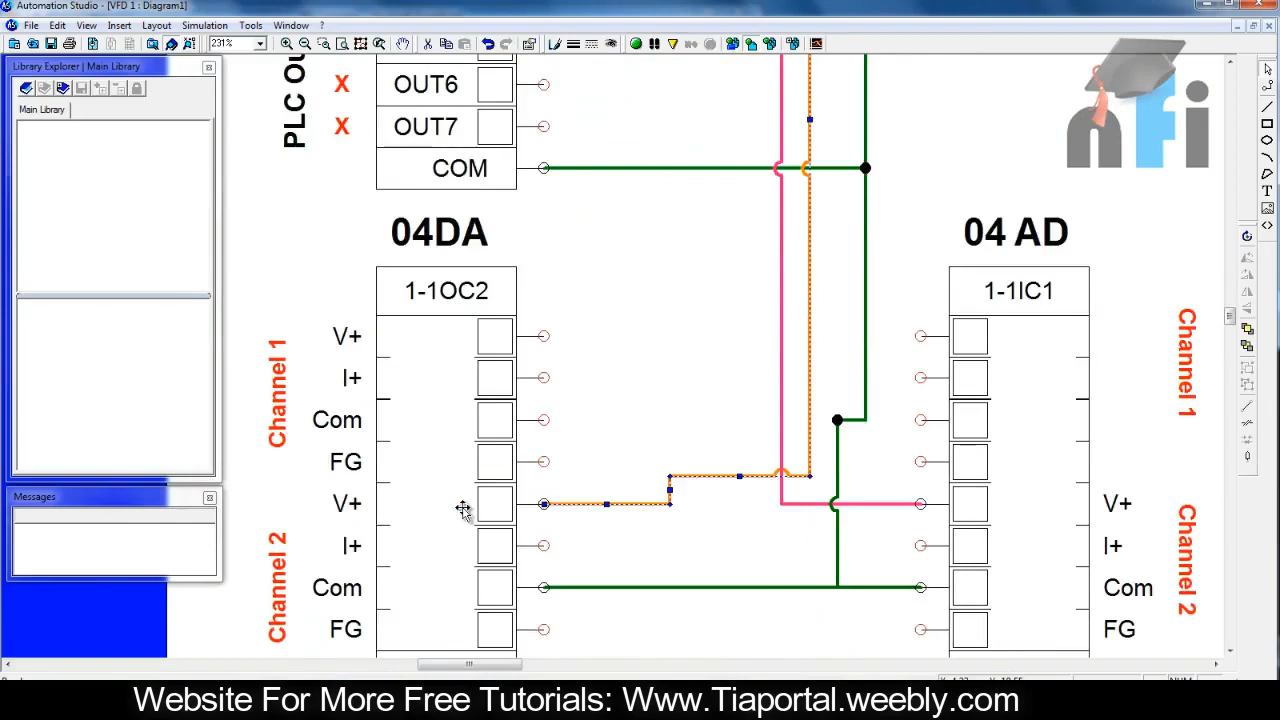 Automation Studio - [VFD 1 : Diagram1]
File Edit View Insert Layout Simulation Tools Window ?
231%
Library Explorer | Main Library
Main Library
Messages
PLC Ou
X OUT6
X OUT7
COM
nfi
04DA
04 AD
1-1OC2
1-1IC1
Channel 1
V+
I+
Com
FG
Channel 2
V+
I+
Com
FG
Channel 1
Channel 2
V+
I+
Com
FG
Website For More Free Tutorials: Www.Tiaportal.weebly.com